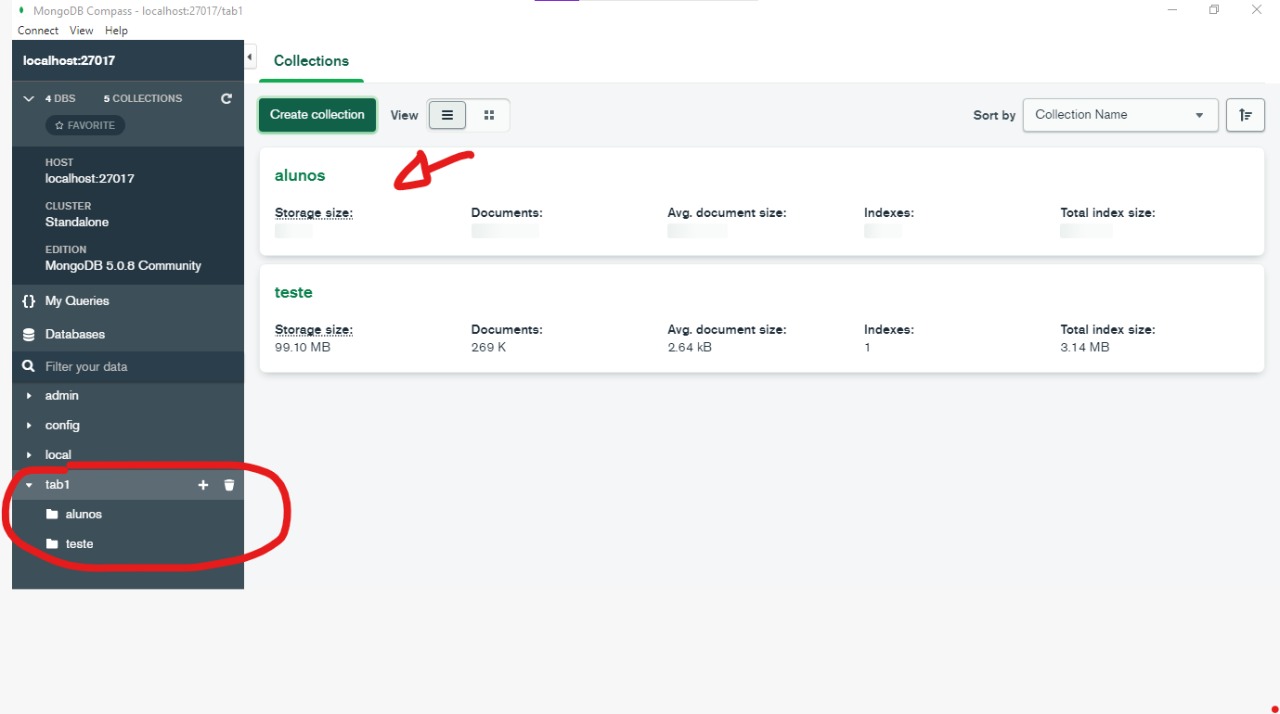 MongoDB Compass - localhost:27017/tab1
Connect View Help
localhost:27017
4 DBS 5 COLLECTIONS
FAVORITE
HOST
localhost:27017
CLUSTER
Standalone
EDITION
MongoDB 5.0.8 Community
{} My Queries
Databases
Filter your data
admin
config
local
tab1
alunos
teste
Collections
Create collection View Sort by Collection Name
alunos
Storage size: Documents: Avg. document size: Indexes: Total index size:
teste
Storage size: Documents: Avg. document size: Indexes: Total index size:
99.10 MB 269 K 2.64 kB 1 3.14 MB